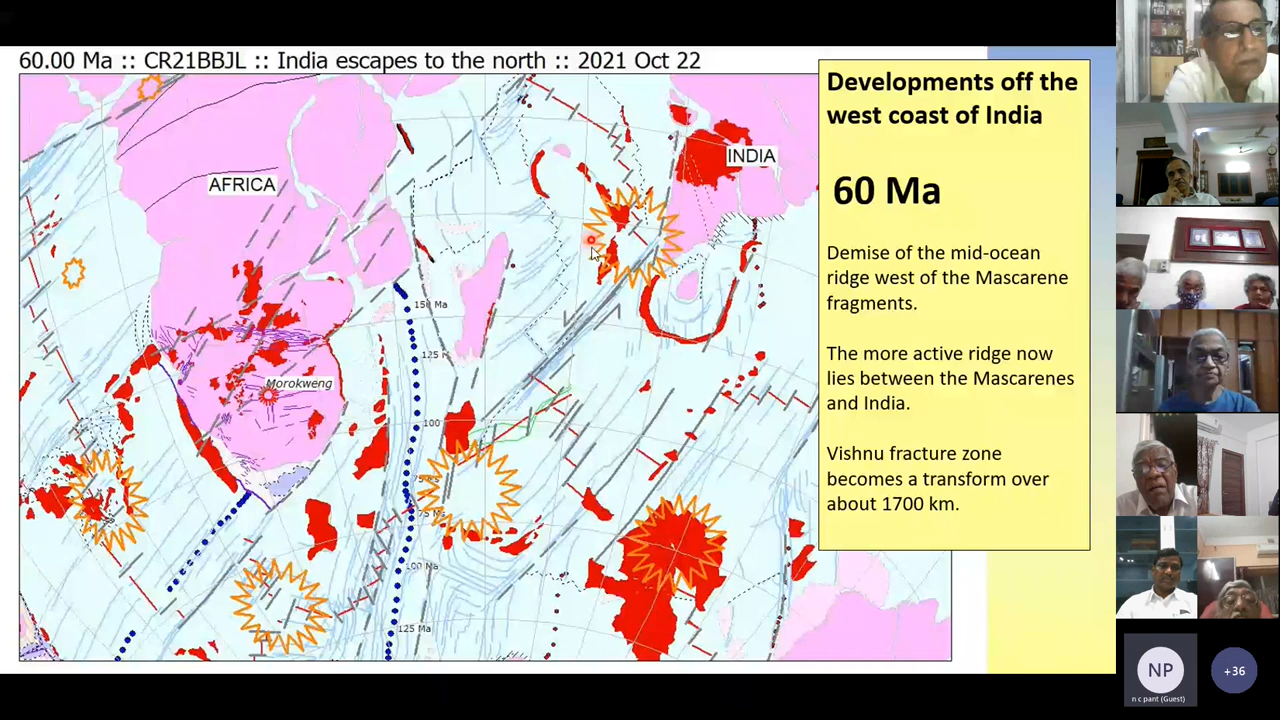 60.00 Ma :: CR21BBJL :: India escapes to the north :: 2021 Oct 22
AFRICA
INDIA
150 Ma
125
Morokweng
100
75 Ma
100 Ma
125 Ma
Developments off the
west coast of India
60 Ma
Demise of the mid-ocean
ridge west of the Mascarene
fragments.
The more active ridge now
lies between the Mascarenes
and India.
Vishnu fracture zone
becomes a transform over
about 1700 km.
NP
n c pant (Guest)
+36